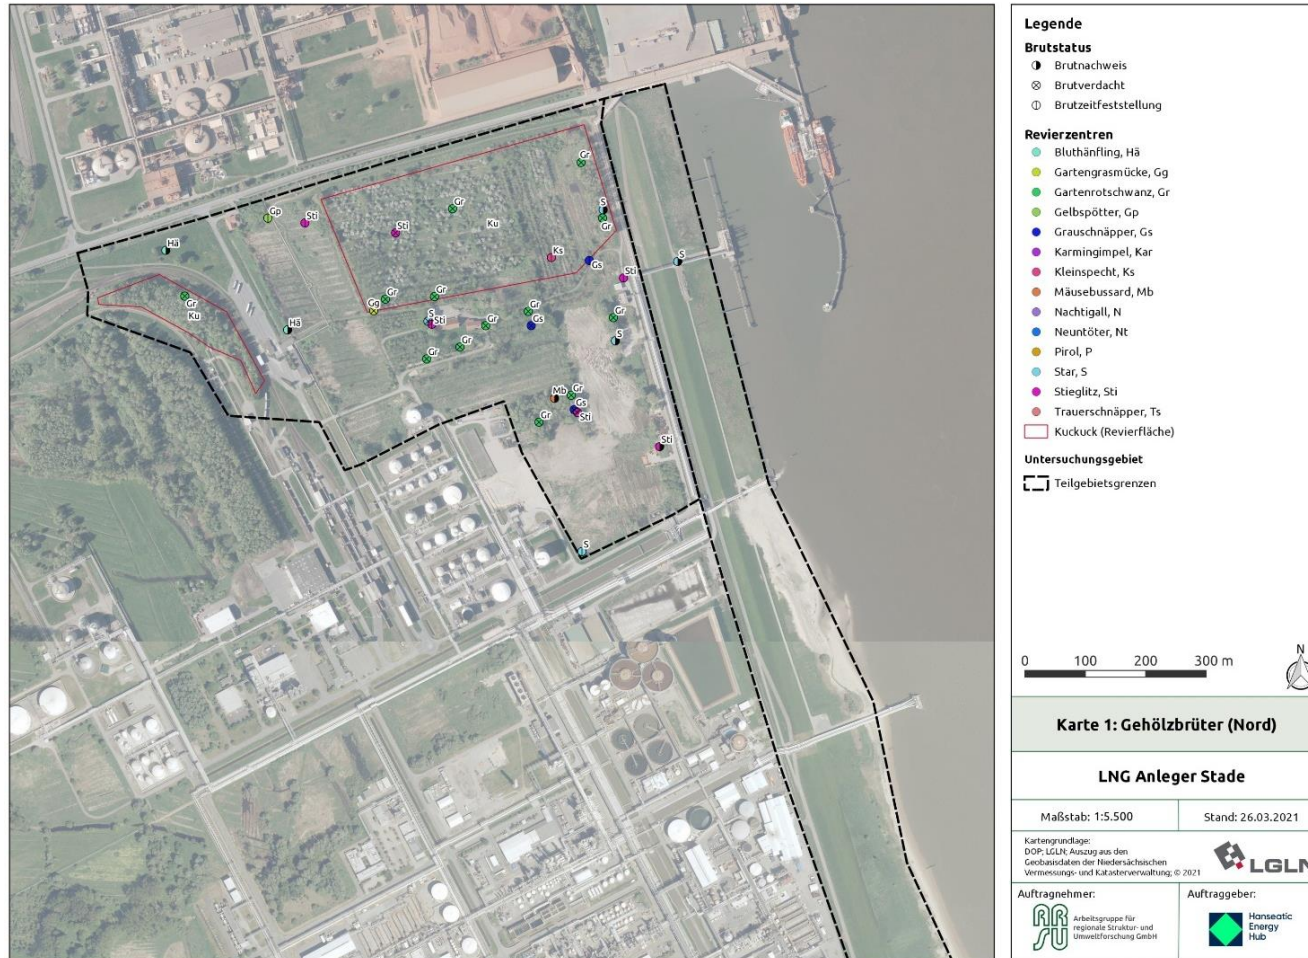 Gr
Gr
S
Gr
Gp
Sti
Sti
Ku
Hä
Ks
Gs
S
Sti
Gr
Ku
Gr
Gr
Gg
Hä
S
Sti
Gr
Gr
Gs
Gr
S
Gr
Gr
Mb
Gr
Gs
Sti
Gr
Sti
S
Legende
Brutstatus
Brutnachweis
Brutverdacht
Brutzeitfeststellung
Revierzentren
Bluthänfling, Hä
Gartengrasmücke, Gg
Gartenrotschwanz, Gr
Gelbspötter, Gp
Grauschnäpper, Gs
Karmingimpel, Kar
Kleinspecht, Ks
Mäusebussard, Mb
Nachtigall, N
Neuntöter, Nt
Pirol, P
Star, S
Stieglitz, Sti
Trauerschnäpper, Ts
Kuckuck (Revierfläche)
Untersuchungsgebiet
Teilgebietsgrenzen
0 100 200 300 m
N
Karte 1: Gehölzbrüter (Nord)
LNG Anleger Stade
Maßstab: 1:5.500
Stand: 26.03.2021
Kartengrundlage:
DOP; LGLN; Auszug aus den
Geobasisdaten der Niedersächsischen
Vermessungs- und Katasterverwaltung; © 2021
LGLN
Auftragnehmer:
ARSU
Arbeitsgruppe für
regionale Struktur- und
Umweltforschung GmbH
Auftraggeber:
Hanseatic
Energy
Hub